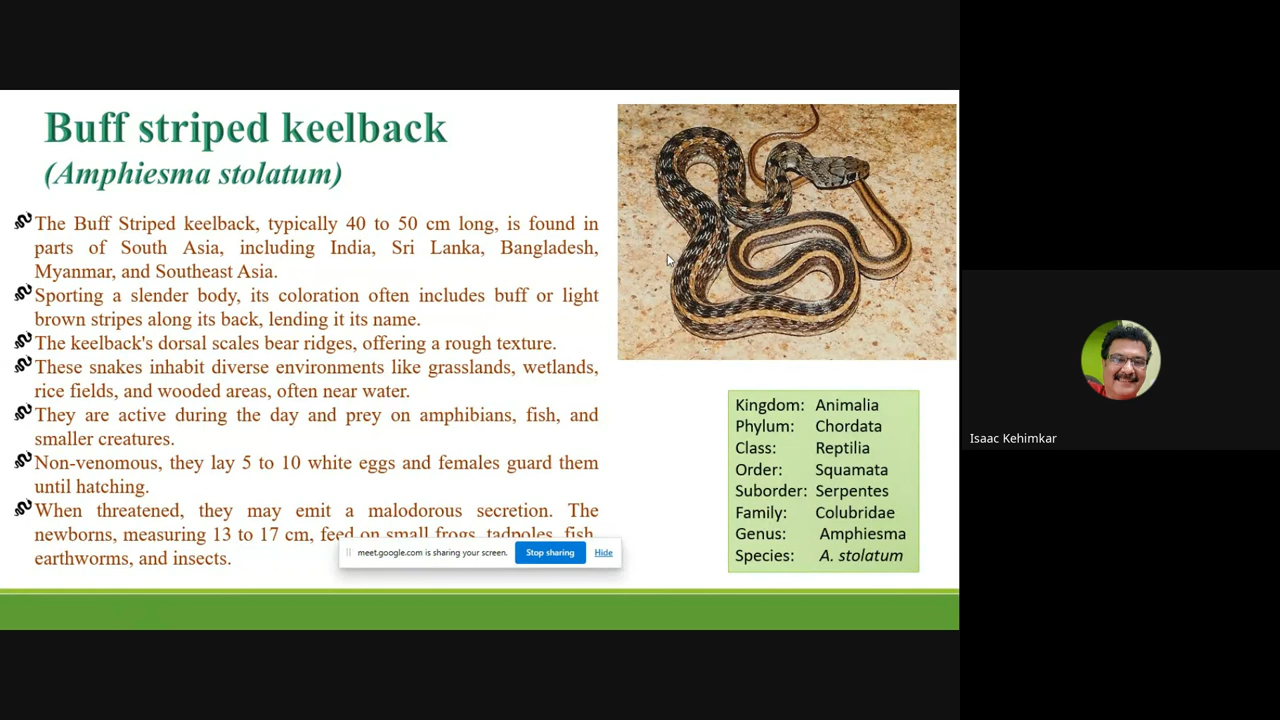 Buff striped keelback
(Amphiesma stolatum)
The Buff Striped keelback, typically 40 to 50 cm long, is found in
parts of South Asia, including India, Sri Lanka, Bangladesh,
Myanmar, and Southeast Asia.
Sporting a slender body, its coloration often includes buff or light
brown stripes along its back, lending it its name.
The keelback's dorsal scales bear ridges, offering a rough texture.
These snakes inhabit diverse environments like grasslands, wetlands,
rice fields, and wooded areas, often near water.
They are active during the day and prey on amphibians, fish, and
smaller creatures.
Non-venomous, they lay 5 to 10 white eggs and females guard them
until hatching.
When threatened, they may emit a malodorous secretion. The
newborns, measuring 13 to 17 cm, feed on small frogs, tadpoles, fish,
earthworms, and insects.
meet.google.com is sharing your screen.
Stop sharing
Hide
Kingdom: Animalia
Phylum: Chordata
Class: Reptilia
Order: Squamata
Suborder: Serpentes
Family: Colubridae
Genus: Amphiesma
Species: A. stolatum
Isaac Kehimkar